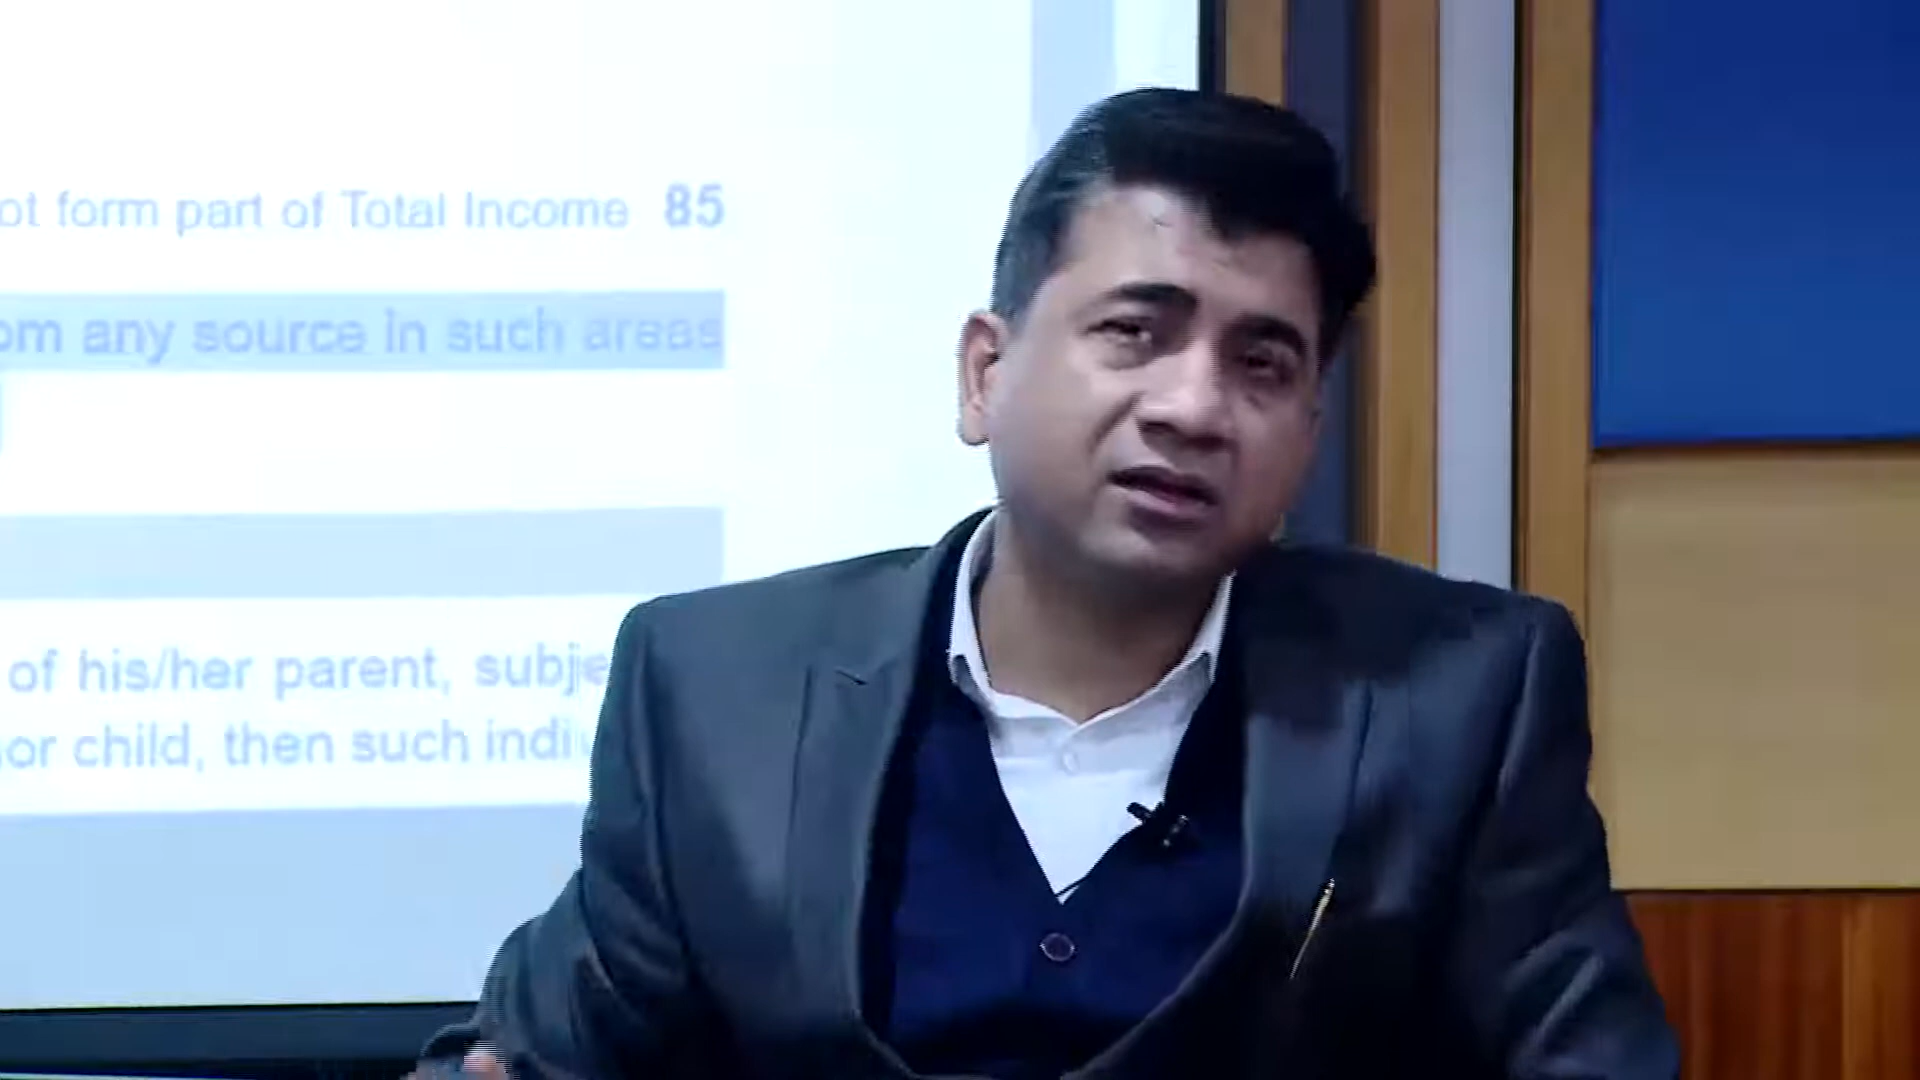 ot form part of Total Income 85
om any source in such areas
of his/her parent, subje
or child, then such indi